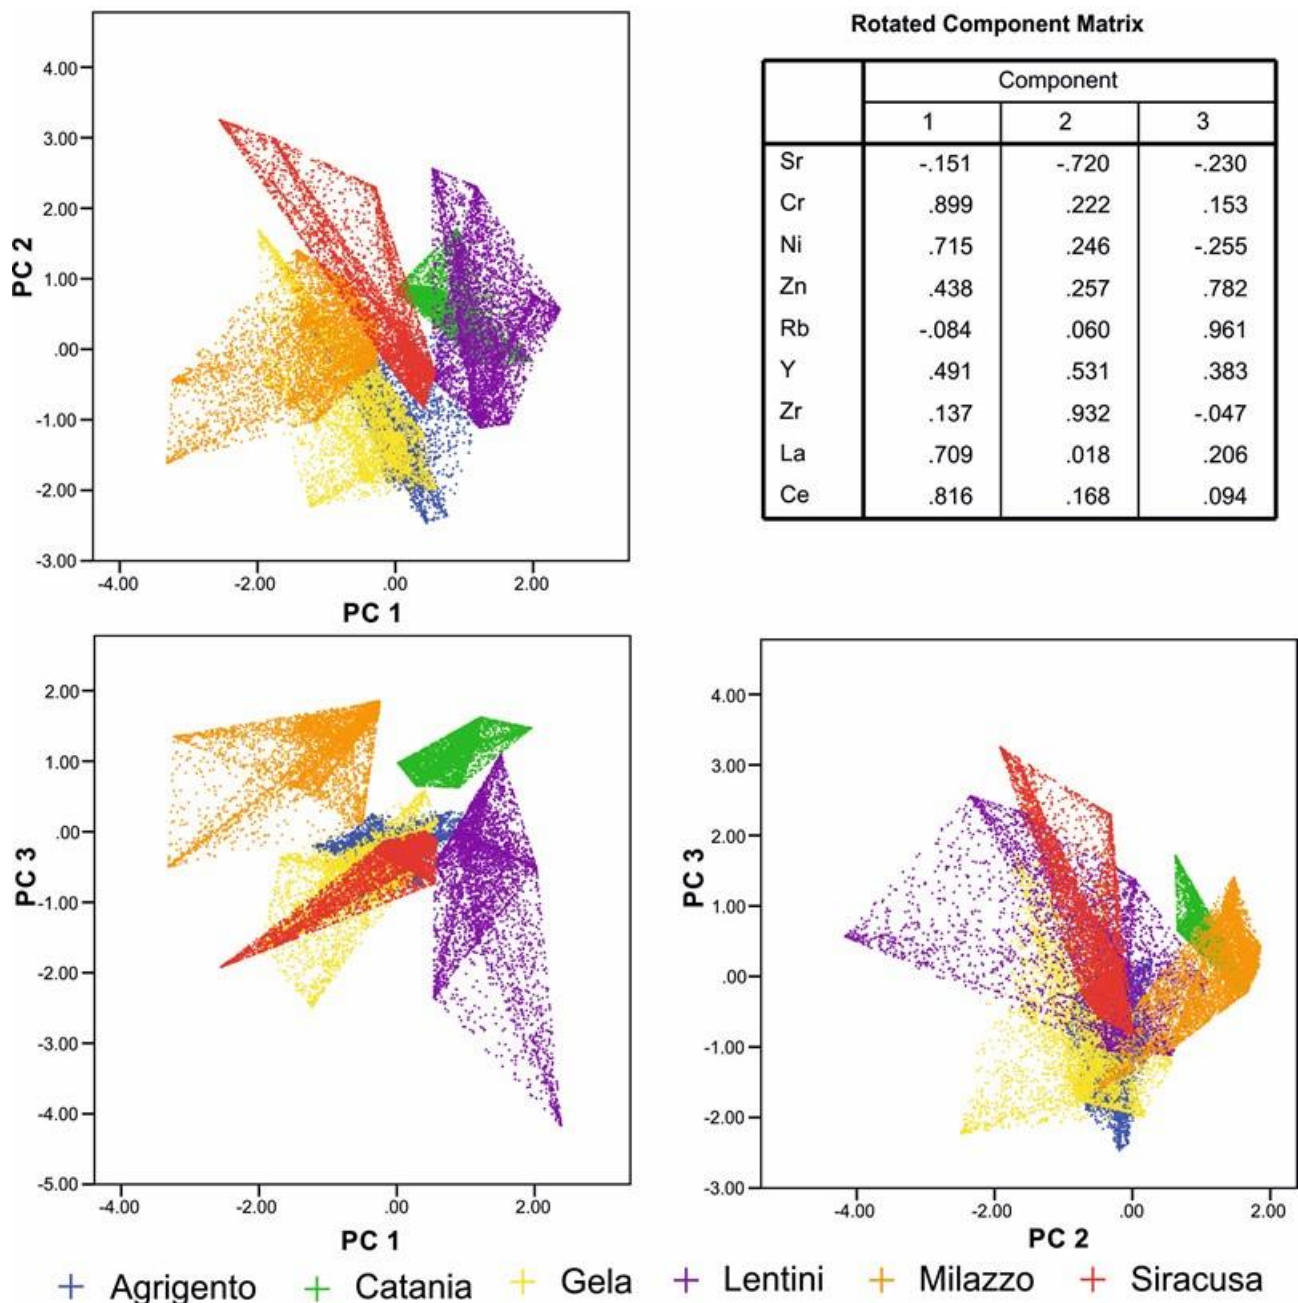 Rotated Component Matrix
Component
1 2 3
Sr -.151 -.720 -.230
Cr .899 .222 .153
Ni .715 .246 -.255
Zn .438 .257 .782
Rb -.084 .060 .961
Y .491 .531 .383
Zr .137 .932 -.047
La .709 .018 .206
Ce .816 .168 .094
4.00
3.00
2.00
1.00
.00
-1.00
-2.00
-3.00
PC 2
-4.00 -2.00 .00 2.00
PC 1
2.00
1.00
.00
-1.00
-2.00
-3.00
-4.00
-5.00
PC 3
-4.00 -2.00 .00 2.00
PC 1
4.00
3.00
2.00
1.00
.00
-1.00
-2.00
-3.00
PC 3
-4.00 -2.00 .00 2.00
PC 2
Agrigento Catania Gela Lentini Milazzo Siracusa